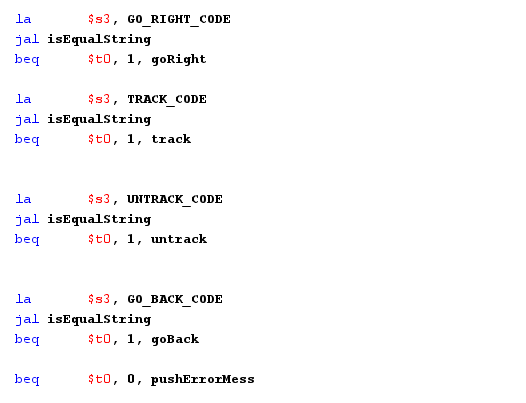 la $s3, GO_RIGHT_CODE
jal isEqualString
beq $t0, 1, goRight
la $s3, TRACK_CODE
jal isEqualString
beq $t0, 1, track
la $s3, UNTRACK_CODE
jal isEqualString
beq $t0, 1, untrack
la $s3, GO_BACK_CODE
jal isEqualString
beq $t0, 1, goBack
beq $t0, 0, pushErrorMess